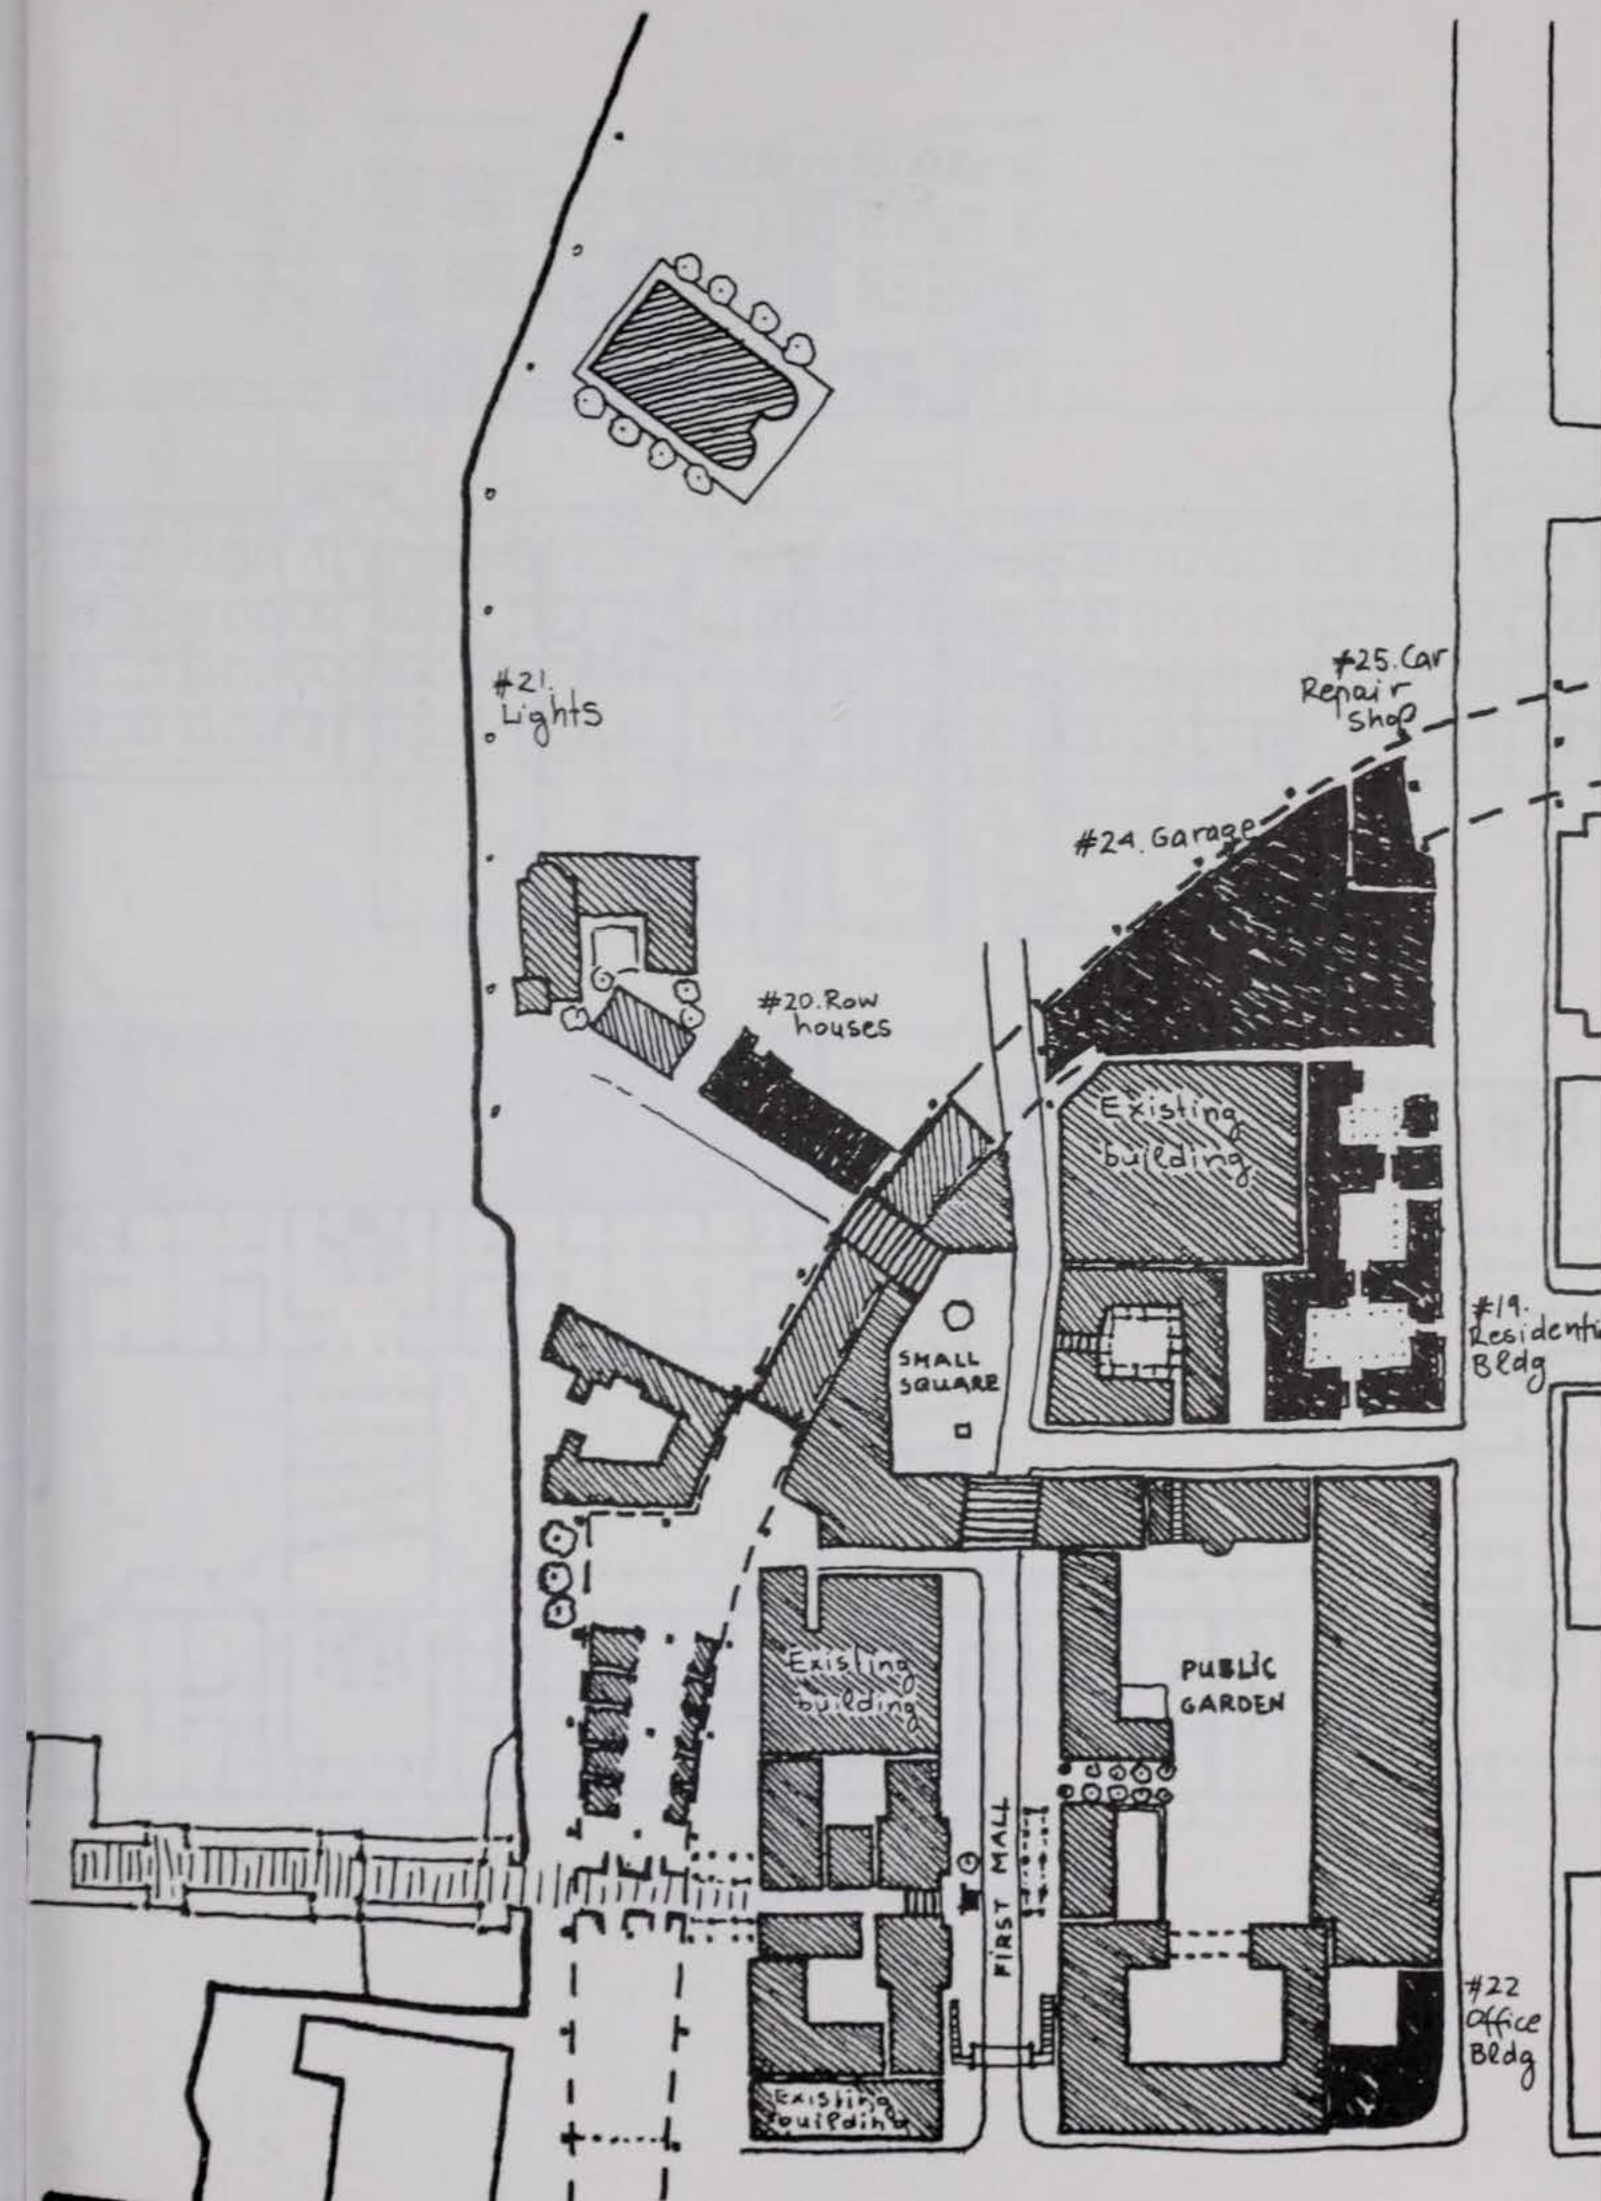 #25. Car
Repair
shop
#21.
Lights
#24. Garage
#20. Row
houses
Existing
building
#19.
Residenti
Bldg
SMALL
SQUARE
Existing
building
PUBLIC
GARDEN
FIRST MALL
#22
Office
Bldg
Existing
building